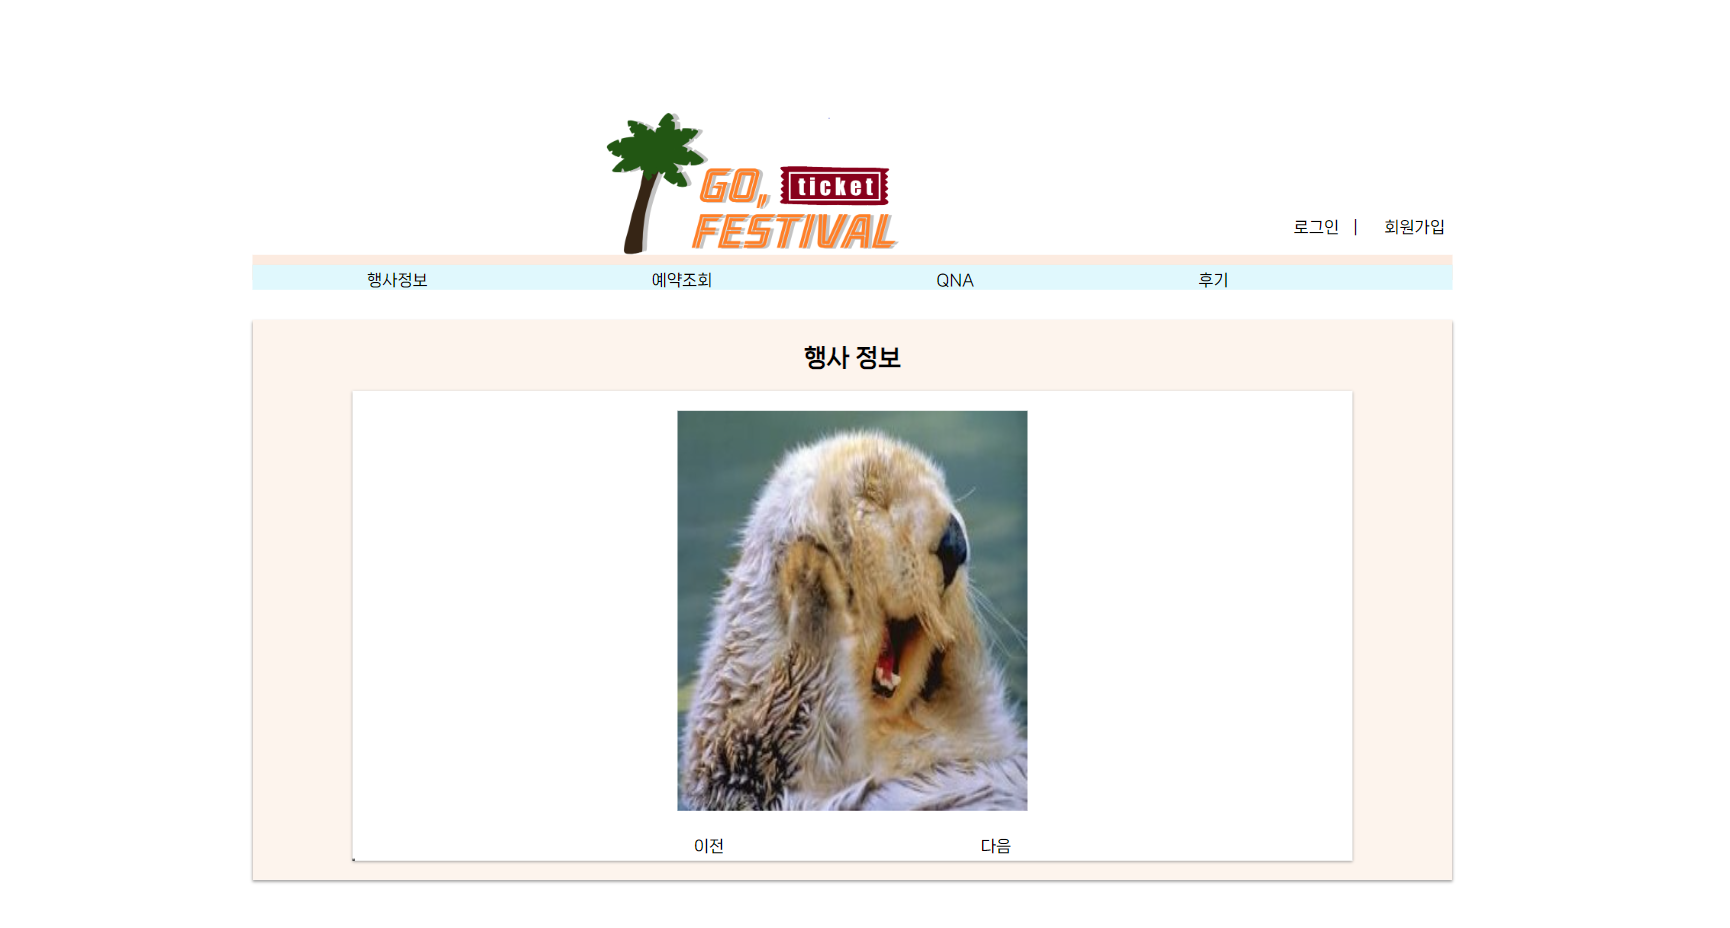 GO, ticket
FESTIVAL
로그인 | 회원가입
행사정보 예약조회 QNA 후기
행사 정보
이전 다음